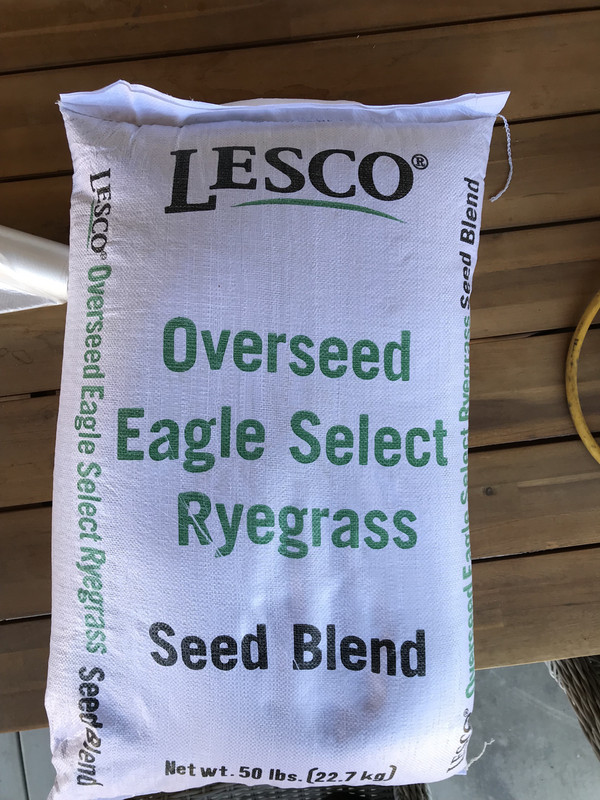 LESCO®
Overseed
Eagle Select
Ryegrass
Seed Blend
Net wt. 50 lbs. (22.7 kg)
LESCO® Overseed Eagle Select Ryegrass Seed Blend
LESCO® Overseed Eagle Select Ryegrass Seed Blend